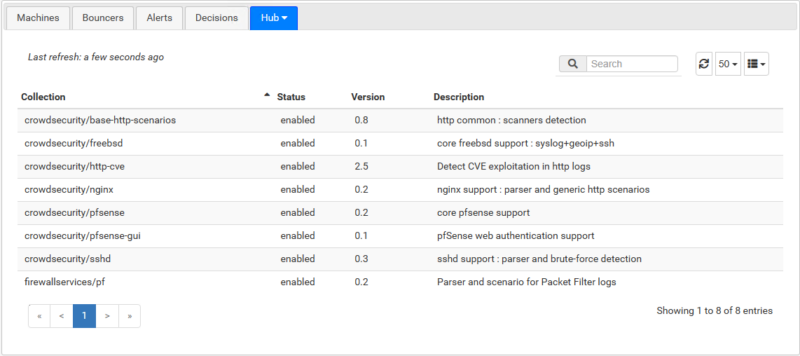 Machines Bouncers Alerts Decisions Hub
Last refresh: a few seconds ago
Search 50
Collection Status Version Description
crowdsecurity/base-http-scenarios enabled 0.8 http common : scanners detection
crowdsecurity/freebsd enabled 0.1 core freebsd support : syslog+geoip+ssh
crowdsecurity/http-cve enabled 2.5 Detect CVE exploitation in http logs
crowdsecurity/nginx enabled 0.2 nginx support : parser and generic http scenarios
crowdsecurity/pfsense enabled 0.2 core pfsense support
crowdsecurity/pfsense-gui enabled 0.1 pfSense web authentication support
crowdsecurity/sshd enabled 0.3 sshd support : parser and brute-force detection
firewallservices/pf enabled 0.2 Parser and scenario for Packet Filter logs
« < 1 > » Showing 1 to 8 of 8 entries